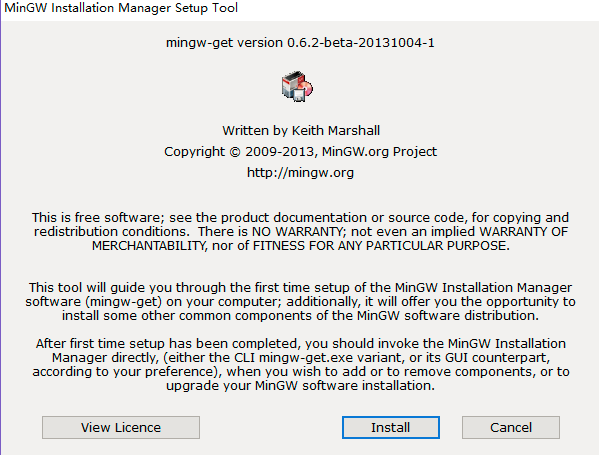 MinGW Installation Manager Setup Tool
mingw-get version 0.6.2-beta-20131004-1
Written by Keith Marshall
Copyright © 2009-2013, MinGW.org Project
http://mingw.org
This is free software; see the product documentation or source code, for copying and
redistribution conditions.  There is NO WARRANTY; not even an implied WARRANTY OF
MERCHANTABILITY, nor of FITNESS FOR ANY PARTICULAR PURPOSE.
This tool will guide you through the first time setup of the MinGW Installation Manager
software (mingw-get) on your computer; additionally, it will offer you the opportunity to
install some other common components of the MinGW software distribution.
After first time setup has been completed, you should invoke the MinGW Installation
Manager directly, (either the CLI mingw-get.exe variant, or its GUI counterpart,
according to your preference), when you wish to add or to remove components, or to
upgrade your MinGW software installation.
View Licence
Install
Cancel